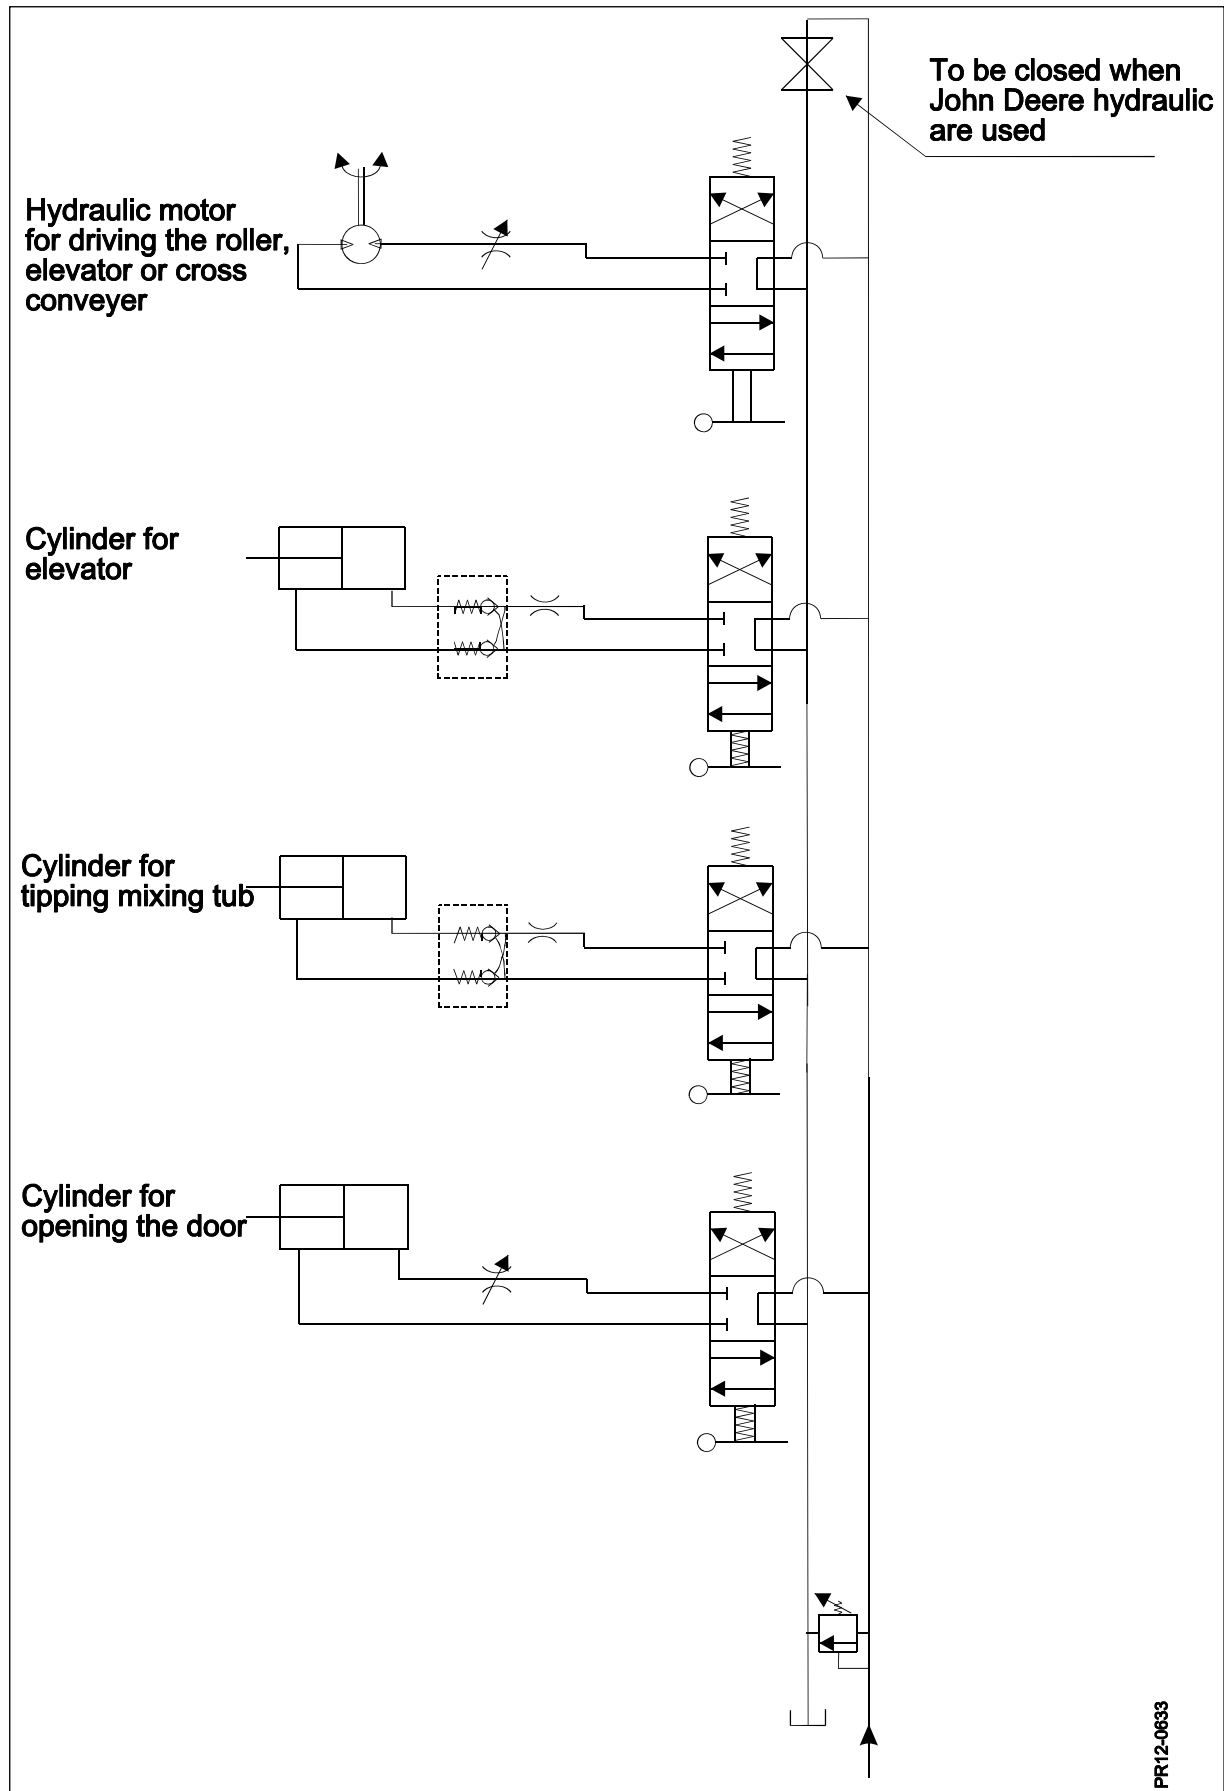 To be closed when
John Deere hydraulic
are used
Hydraulic motor
for driving the roller,
elevator or cross
conveyer
Cylinder for
elevator
Cylinder for
tipping mixing tub
Cylinder for
opening the door
PR12-0633